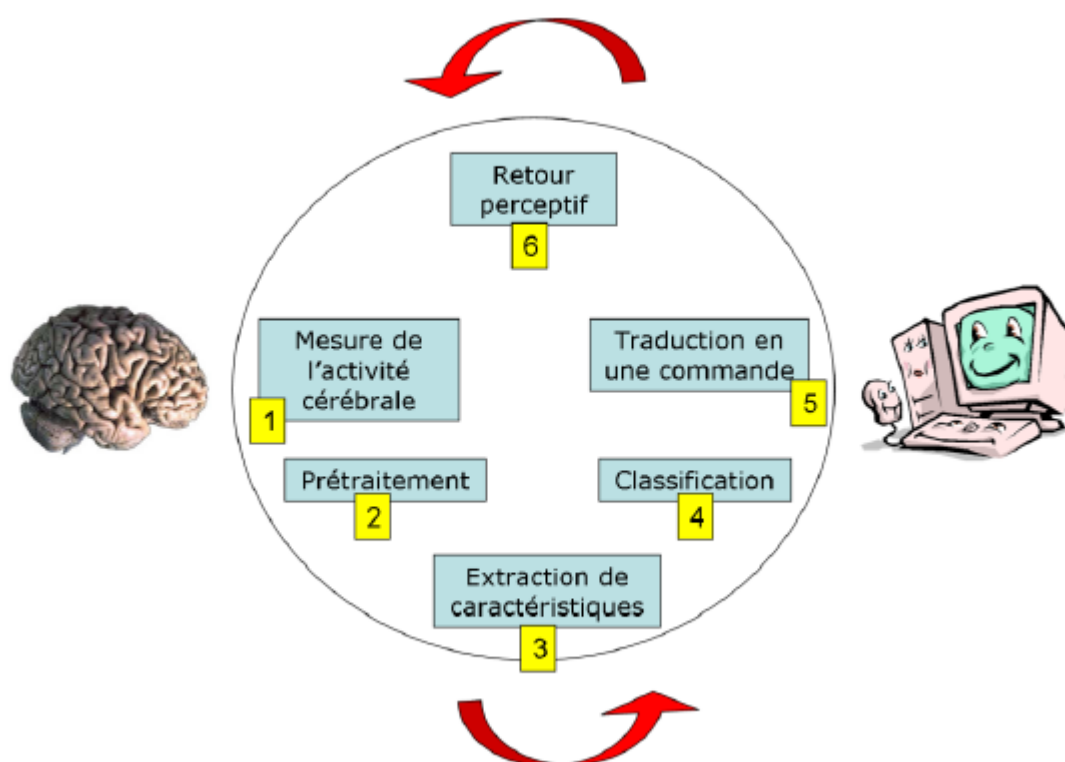 Retour
perceptif
6
Mesure de
l'activité
cérébrale
1
Traduction en
une commande
5
Prétraitement
2
Classification
4
Extraction de
caractéristiques
3